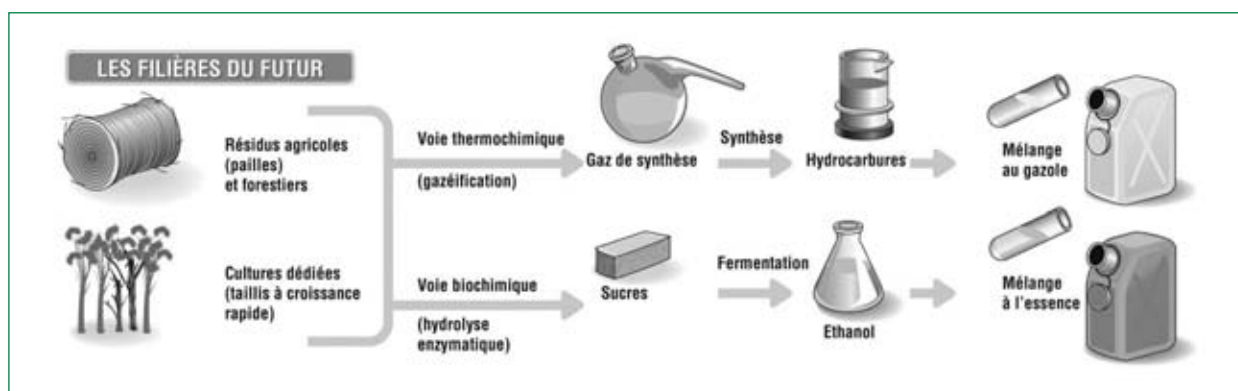 LES FILIÈRES DU FUTUR
Résidus agricoles
(pailles)
et forestiers
Voie thermochimique
(gazéification)
Gaz de synthèse
Synthèse
Hydrocarbures
Mélange
au gazole
Cultures dédiées
(taillis à croissance
rapide)
Voie biochimique
(hydrolyse
enzymatique)
Sucres
Fermentation
Ethanol
Mélange
à l'essence